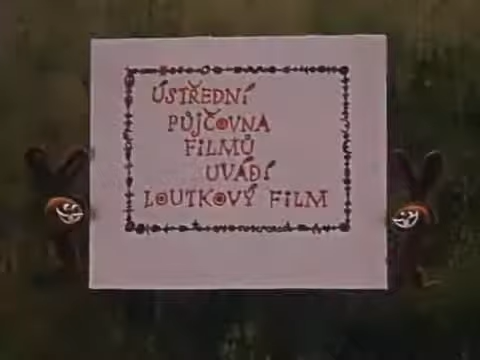 ÚSTŘEDNÍ
PŮJČOVNA
FILMŮ
UVÁDÍ
LOUTKOVÝ FILM